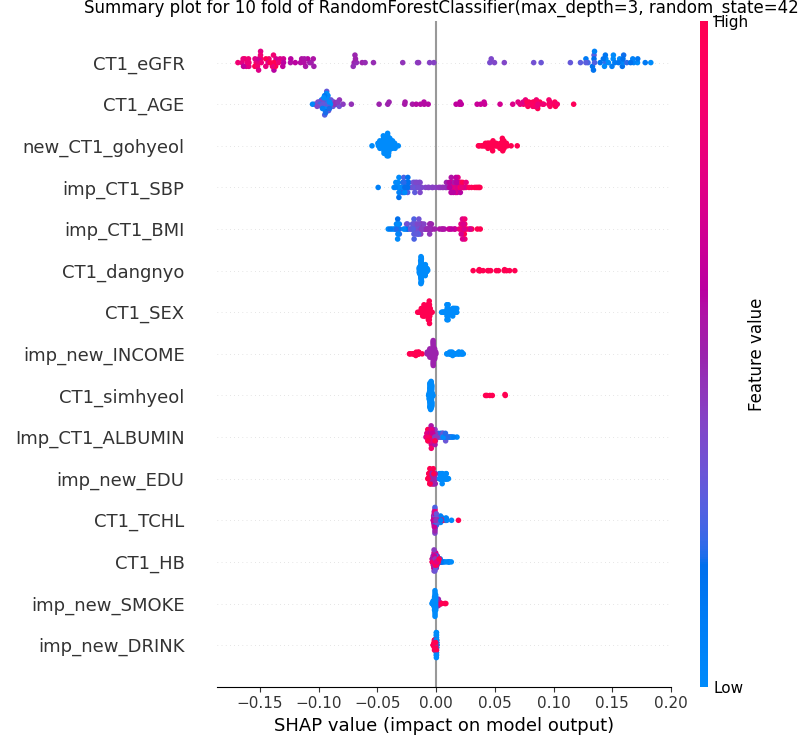 Summary plot for 10 fold of RandomForestClassifier(max_depth=3, random_state=42
High
CT1_eGFR
CT1_AGE
new_CT1_gohyeol
imp_CT1_SBP
imp_CT1_BMI
CT1_dangnyo
CT1_SEX
imp_new_INCOME
CT1_simhyeol
Imp_CT1_ALBUMIN
imp_new_EDU
CT1_TCHL
CT1_HB
imp_new_SMOKE
imp_new_DRINK
Feature value
Low
−0.15 −0.10 −0.05 0.00 0.05 0.10 0.15 0.20
SHAP value (impact on model output)